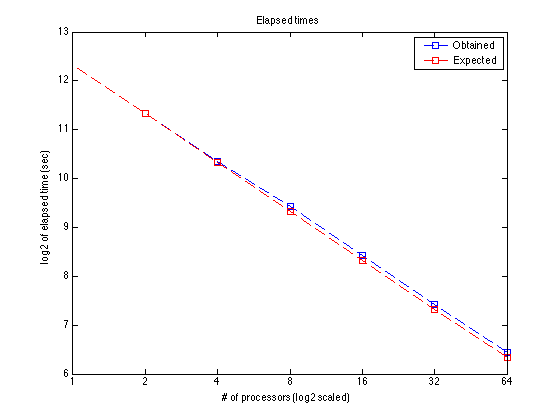 Elapsed times
13
12
11
10
9
8
7
6
log2 of elapsed time (sec)
Obtained
Expected
1 2 4 8 16 32 64
# of processors (log2 scaled)